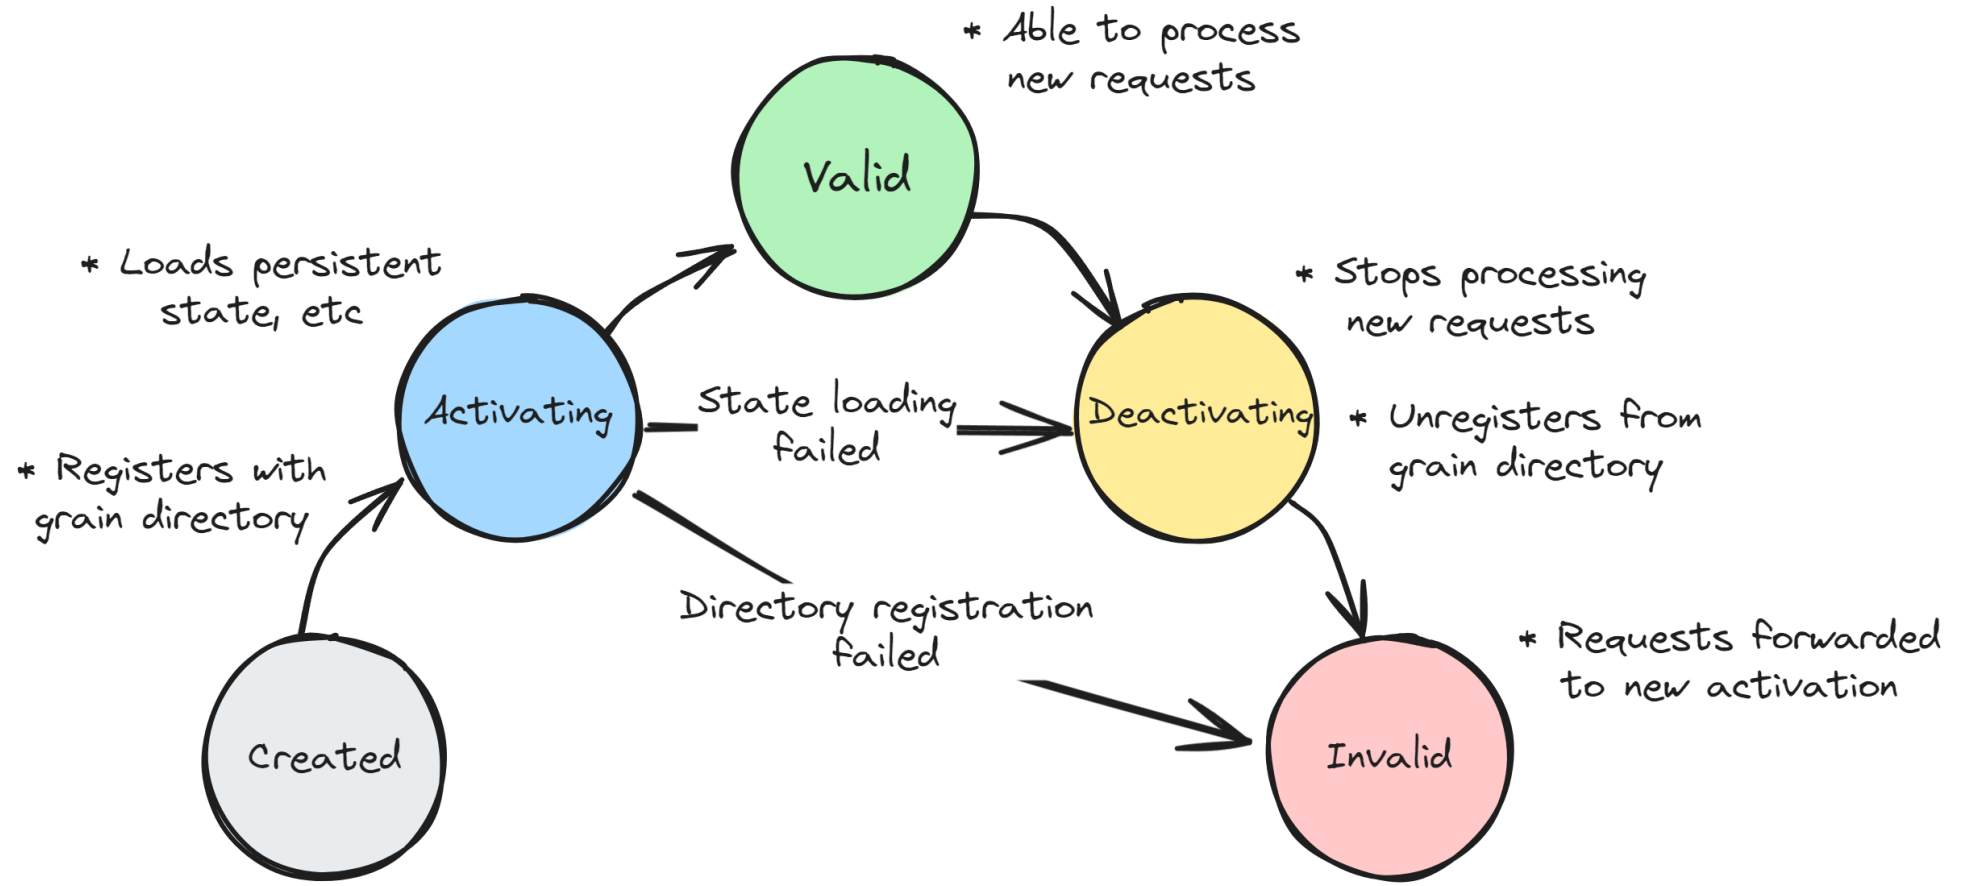 * Able to process
new requests
Valid
* Loads persistent
state, etc
* Stops processing
new requests
Activating
State loading
failed
Deactivating
* Unregisters from
grain directory
* Registers with
grain directory
Directory registration
failed
* Requests forwarded
to new activation
Created
Invalid